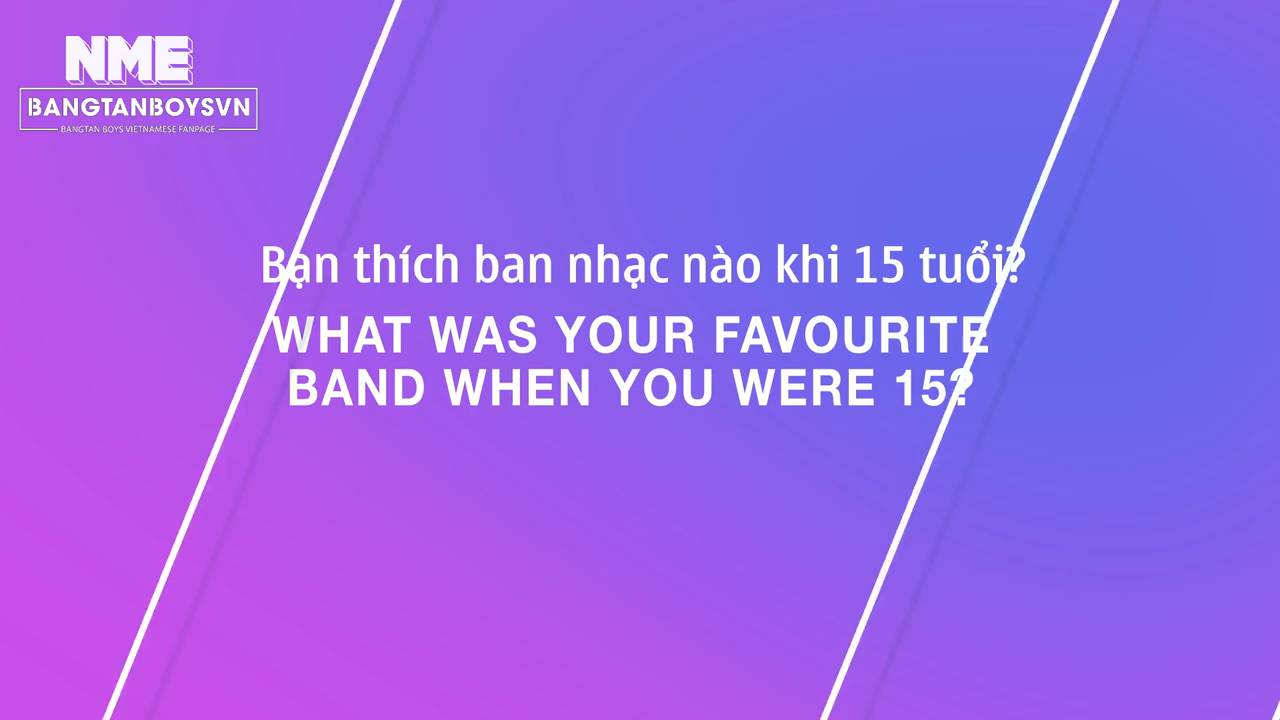 NME
BANGTANBOYSVN
BANGTAN BOYS VIETNAMESE FANPAGE
Bạn thích ban nhạc nào khi 15 tuổi?
WHAT WAS YOUR FAVOURITE
BAND WHEN YOU WERE 15?